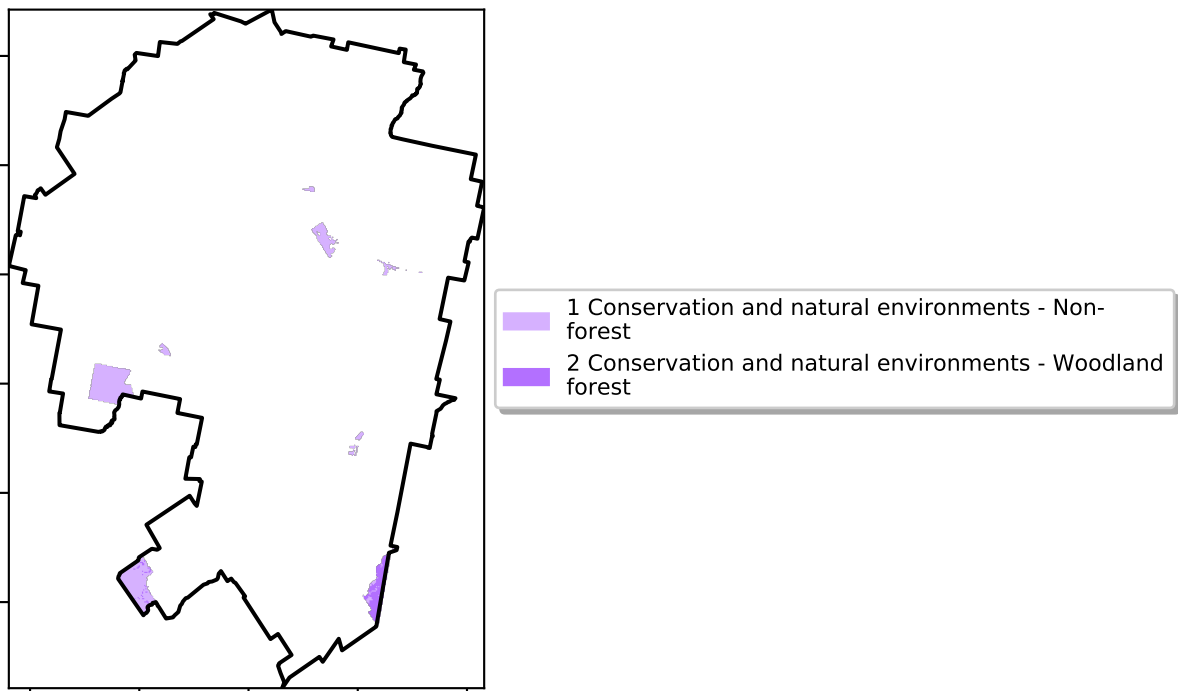 1 Conservation and natural environments - Non-
forest
2 Conservation and natural environments - Woodland
forest